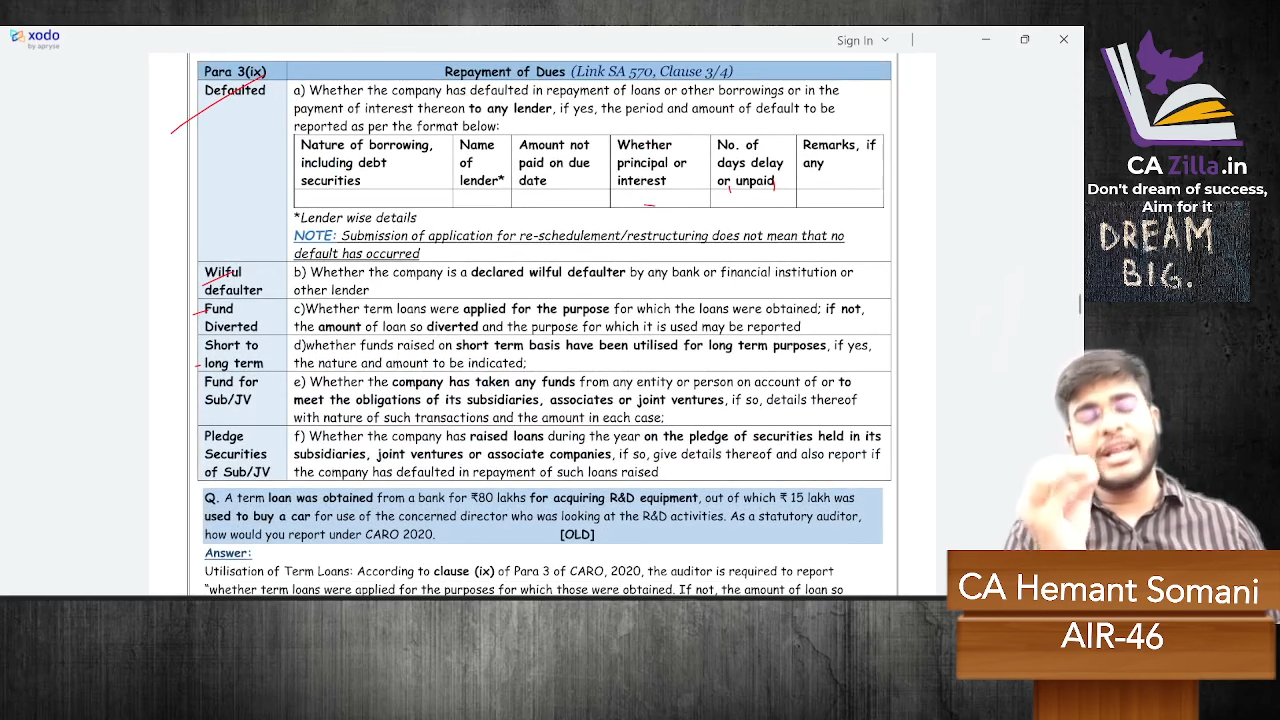 xodo
by apryse
Sign In
Para 3(ix)
Repayment of Dues (Link SA 570, Clause 3/4)
Defaulted
a) Whether the company has defaulted in repayment of loans or other borrowings or in the
payment of interest thereon to any lender, if yes, the period and amount of default to be
reported as per the format below:
Nature of borrowing, including debt securities
Name of lender*
Amount not paid on due date
Whether principal or interest
No. of days delay or unpaid
Remarks, if any
*Lender wise details
NOTE: Submission of application for re-schedulement/restructuring does not mean that no
default has occurred
Wilful defaulter
b) Whether the company is a declared wilful defaulter by any bank or financial institution or
other lender
Fund Diverted
c)Whether term loans were applied for the purpose for which the loans were obtained; if not,
the amount of loan so diverted and the purpose for which it is used may be reported
Short to long term
d)whether funds raised on short term basis have been utilised for long term purposes, if yes,
the nature and amount to be indicated;
Fund for Sub/JV
e) Whether the company has taken any funds from any entity or person on account of or to
meet the obligations of its subsidiaries, associates or joint ventures, if so, details thereof
with nature of such transactions and the amount in each case;
Pledge Securities of Sub/JV
f) Whether the company has raised loans during the year on the pledge of securities held in its
subsidiaries, joint ventures or associate companies, if so, give details thereof and also report if
the company has defaulted in repayment of such loans raised
Q. A term loan was obtained from a bank for ₹80 lakhs for acquiring R&D equipment, out of which ₹ 15 lakh was
used to buy a car for use of the concerned director who was looking at the R&D activities. As a statutory auditor,
how would you report under CARO 2020. [OLD]
Answer:
Utilisation of Term Loans: According to clause (ix) of Para 3 of CARO, 2020, the auditor is required to report
"whether term loans were applied for the purposes for which those were obtained. If not, the amount of loan so
CA Zilla.in
Don't dream of success,
Aim for it
DREAM
BIG.
CA Hemant Somani
AIR-46